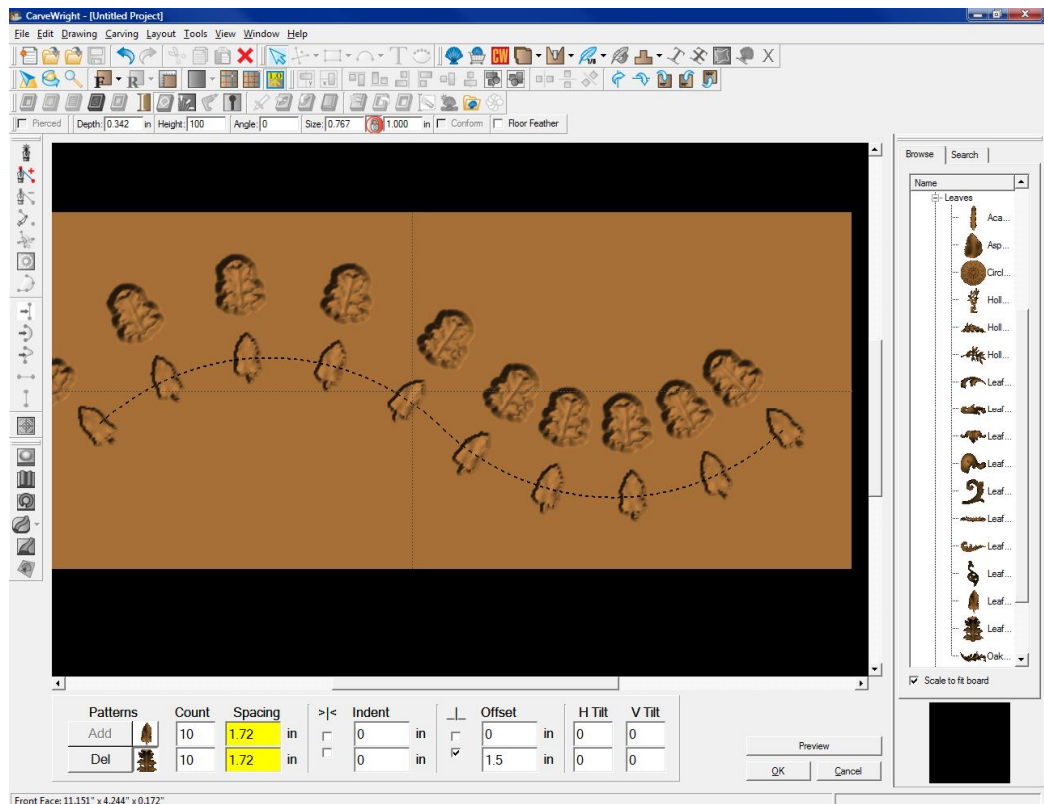 CarveWright - [Untitled Project]
File Edit Drawing Carving Layout Tools View Window Help
T CW 1/8 X
F R
Pierced Depth: 0.342 in Height: 100 Angle: 0 Size: 0.767 1.000 in Conform Floor Feather
Browse Search
Name
Leaves
Aca...
Asp...
Circl...
Holl...
Holl...
Holl...
Leaf...
Leaf...
Leaf...
Leaf...
Leaf...
Leaf...
Leaf...
Leaf...
Leaf...
Leaf...
Oak...
Scale to fit board
Patterns Count Spacing >|< Indent _|_ Offset H Tilt V Tilt
Add 10 1.72 in 0 in 0 in 0 0
Del 10 1.72 in 0 in 1.5 in 0 0
Preview
OK Cancel
Front Face: 11.151" x 4.244" x 0.172"